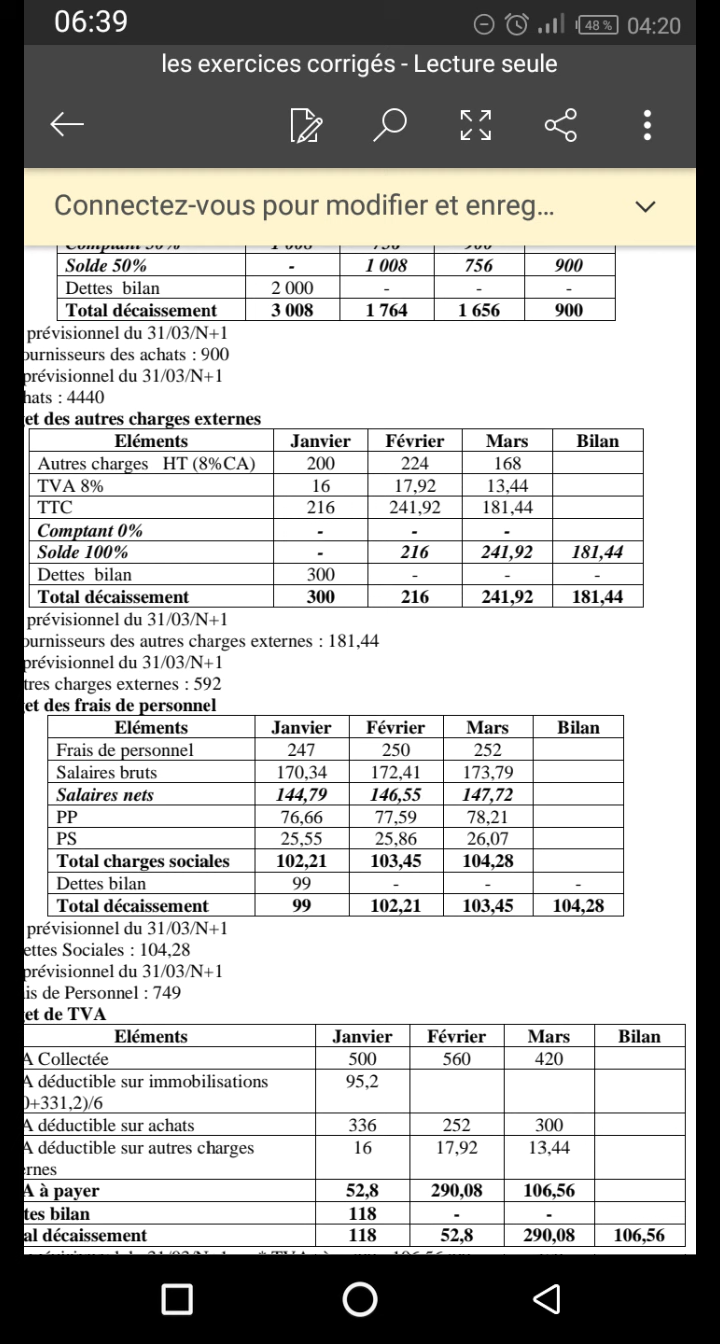 06:39 48 % 04:20
les exercices corrigés - Lecture seule
Connectez-vous pour modifier et enreg...
Comptant 50% 1 008 756 900
Solde 50% - 1 008 756 900
Dettes bilan 2 000 - - -
Total décaissement 3 008 1 764 1 656 900
prévisionnel du 31/03/N+1
ournisseurs des achats : 900
prévisionnel du 31/03/N+1
hats : 4440
et des autres charges externes
Eléments Janvier Février Mars Bilan
Autres charges HT (8%CA) 200 224 168
TVA 8% 16 17,92 13,44
TTC 216 241,92 181,44
Comptant 0% - - -
Solde 100% - 216 241,92 181,44
Dettes bilan 300 - - -
Total décaissement 300 216 241,92 181,44
prévisionnel du 31/03/N+1
ournisseurs des autres charges externes : 181,44
prévisionnel du 31/03/N+1
tres charges externes : 592
et des frais de personnel
Eléments Janvier Février Mars Bilan
Frais de personnel 247 250 252
Salaires bruts 170,34 172,41 173,79
Salaires nets 144,79 146,55 147,72
PP 76,66 77,59 78,21
PS 25,55 25,86 26,07
Total charges sociales 102,21 103,45 104,28
Dettes bilan 99 - - -
Total décaissement 99 102,21 103,45 104,28
prévisionnel du 31/03/N+1
ettes Sociales : 104,28
prévisionnel du 31/03/N+1
is de Personnel : 749
et de TVA
Eléments Janvier Février Mars Bilan
A Collectée 500 560 420
A déductible sur immobilisations 95,2
0+331,2)/6
A déductible sur achats 336 252 300
A déductible sur autres charges 16 17,92 13,44
rnes
A à payer 52,8 290,08 106,56
tes bilan 118 - -
al décaissement 118 52,8 290,08 106,56